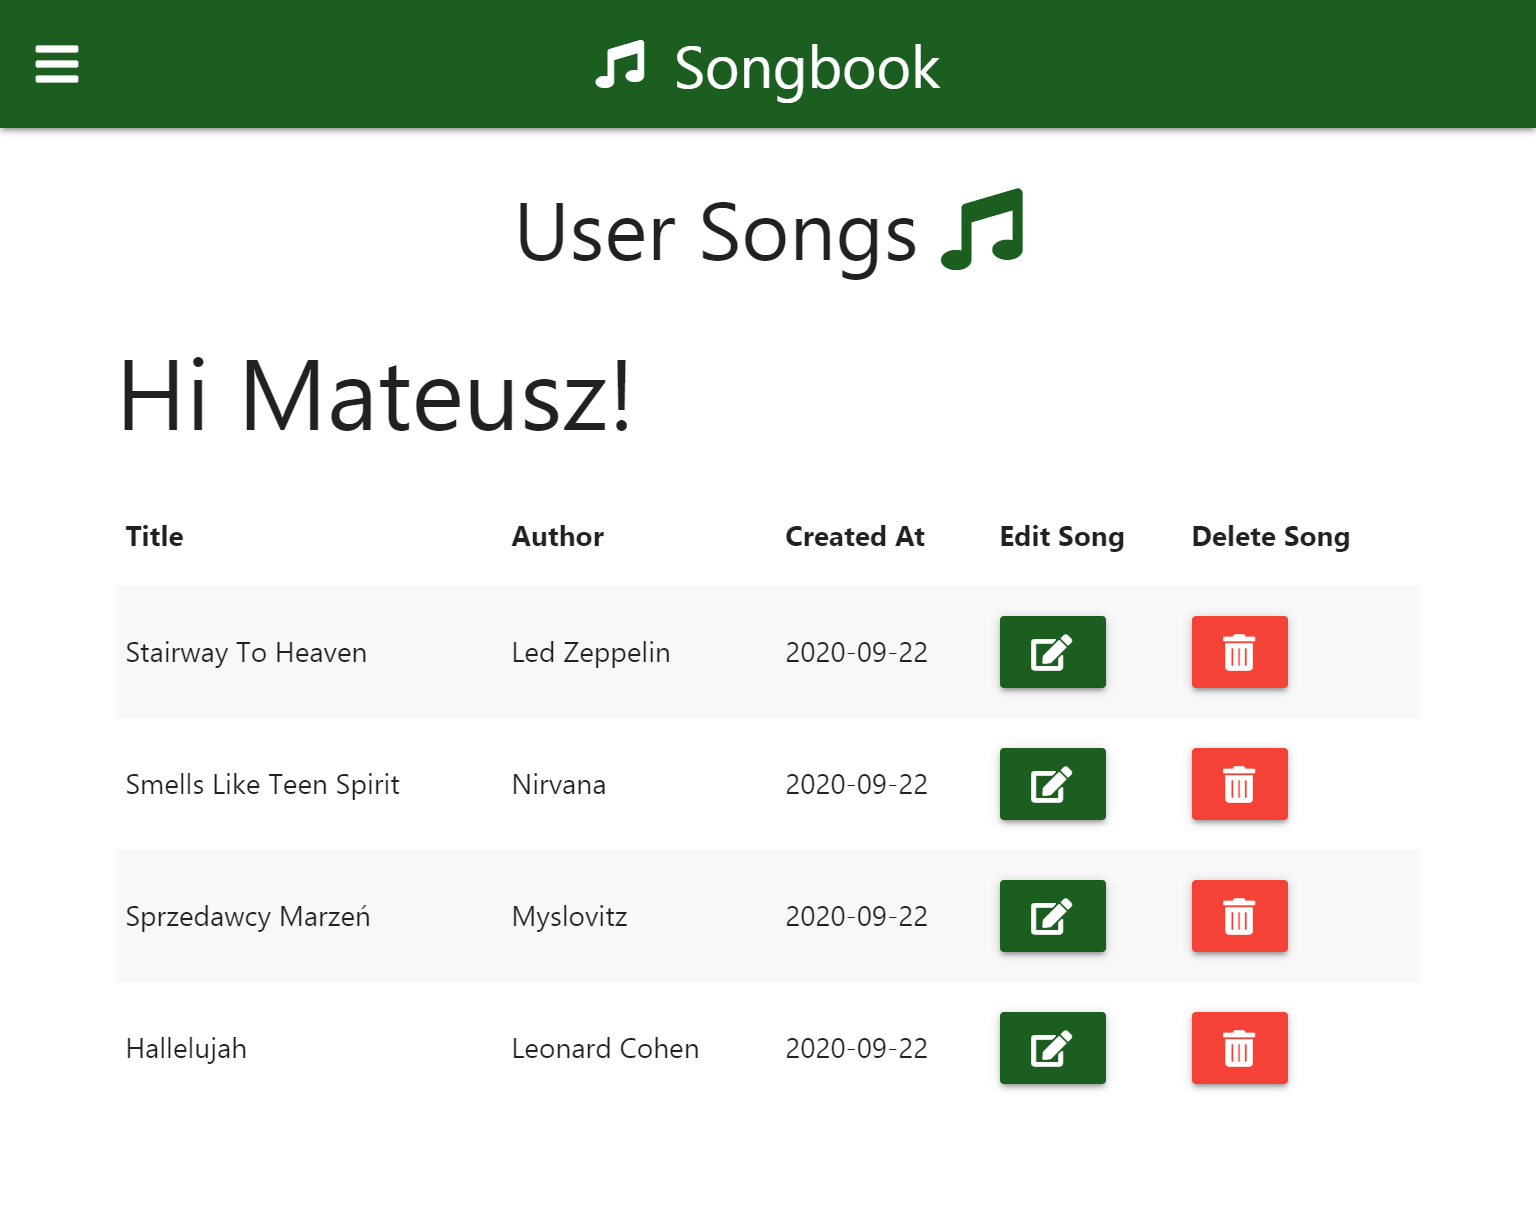 Songbook
User Songs
Hi Mateusz!
Title Author Created At Edit Song Delete Song
Stairway To Heaven Led Zeppelin 2020-09-22
Smells Like Teen Spirit Nirvana 2020-09-22
Sprzedawcy Marzeń Myslovitz 2020-09-22
Hallelujah Leonard Cohen 2020-09-22